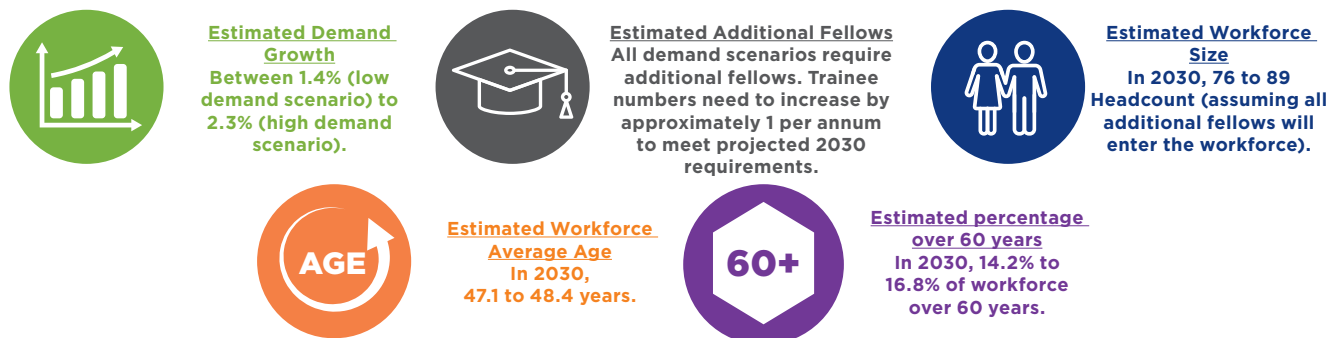 Estimated Demand
Growth
Between 1.4% (low
demand scenario) to
2.3% (high demand
scenario).
Estimated Additional Fellows
All demand scenarios require
additional fellows. Trainee
numbers need to increase by
approximately 1 per annum
to meet projected 2030
requirements.
Estimated Workforce
Size
In 2030, 76 to 89
Headcount (assuming all
additional fellows will
enter the workforce).
AGE
Estimated Workforce
Average Age
In 2030,
47.1 to 48.4 years.
60+
Estimated percentage
over 60 years
In 2030, 14.2% to
16.8% of workforce
over 60 years.